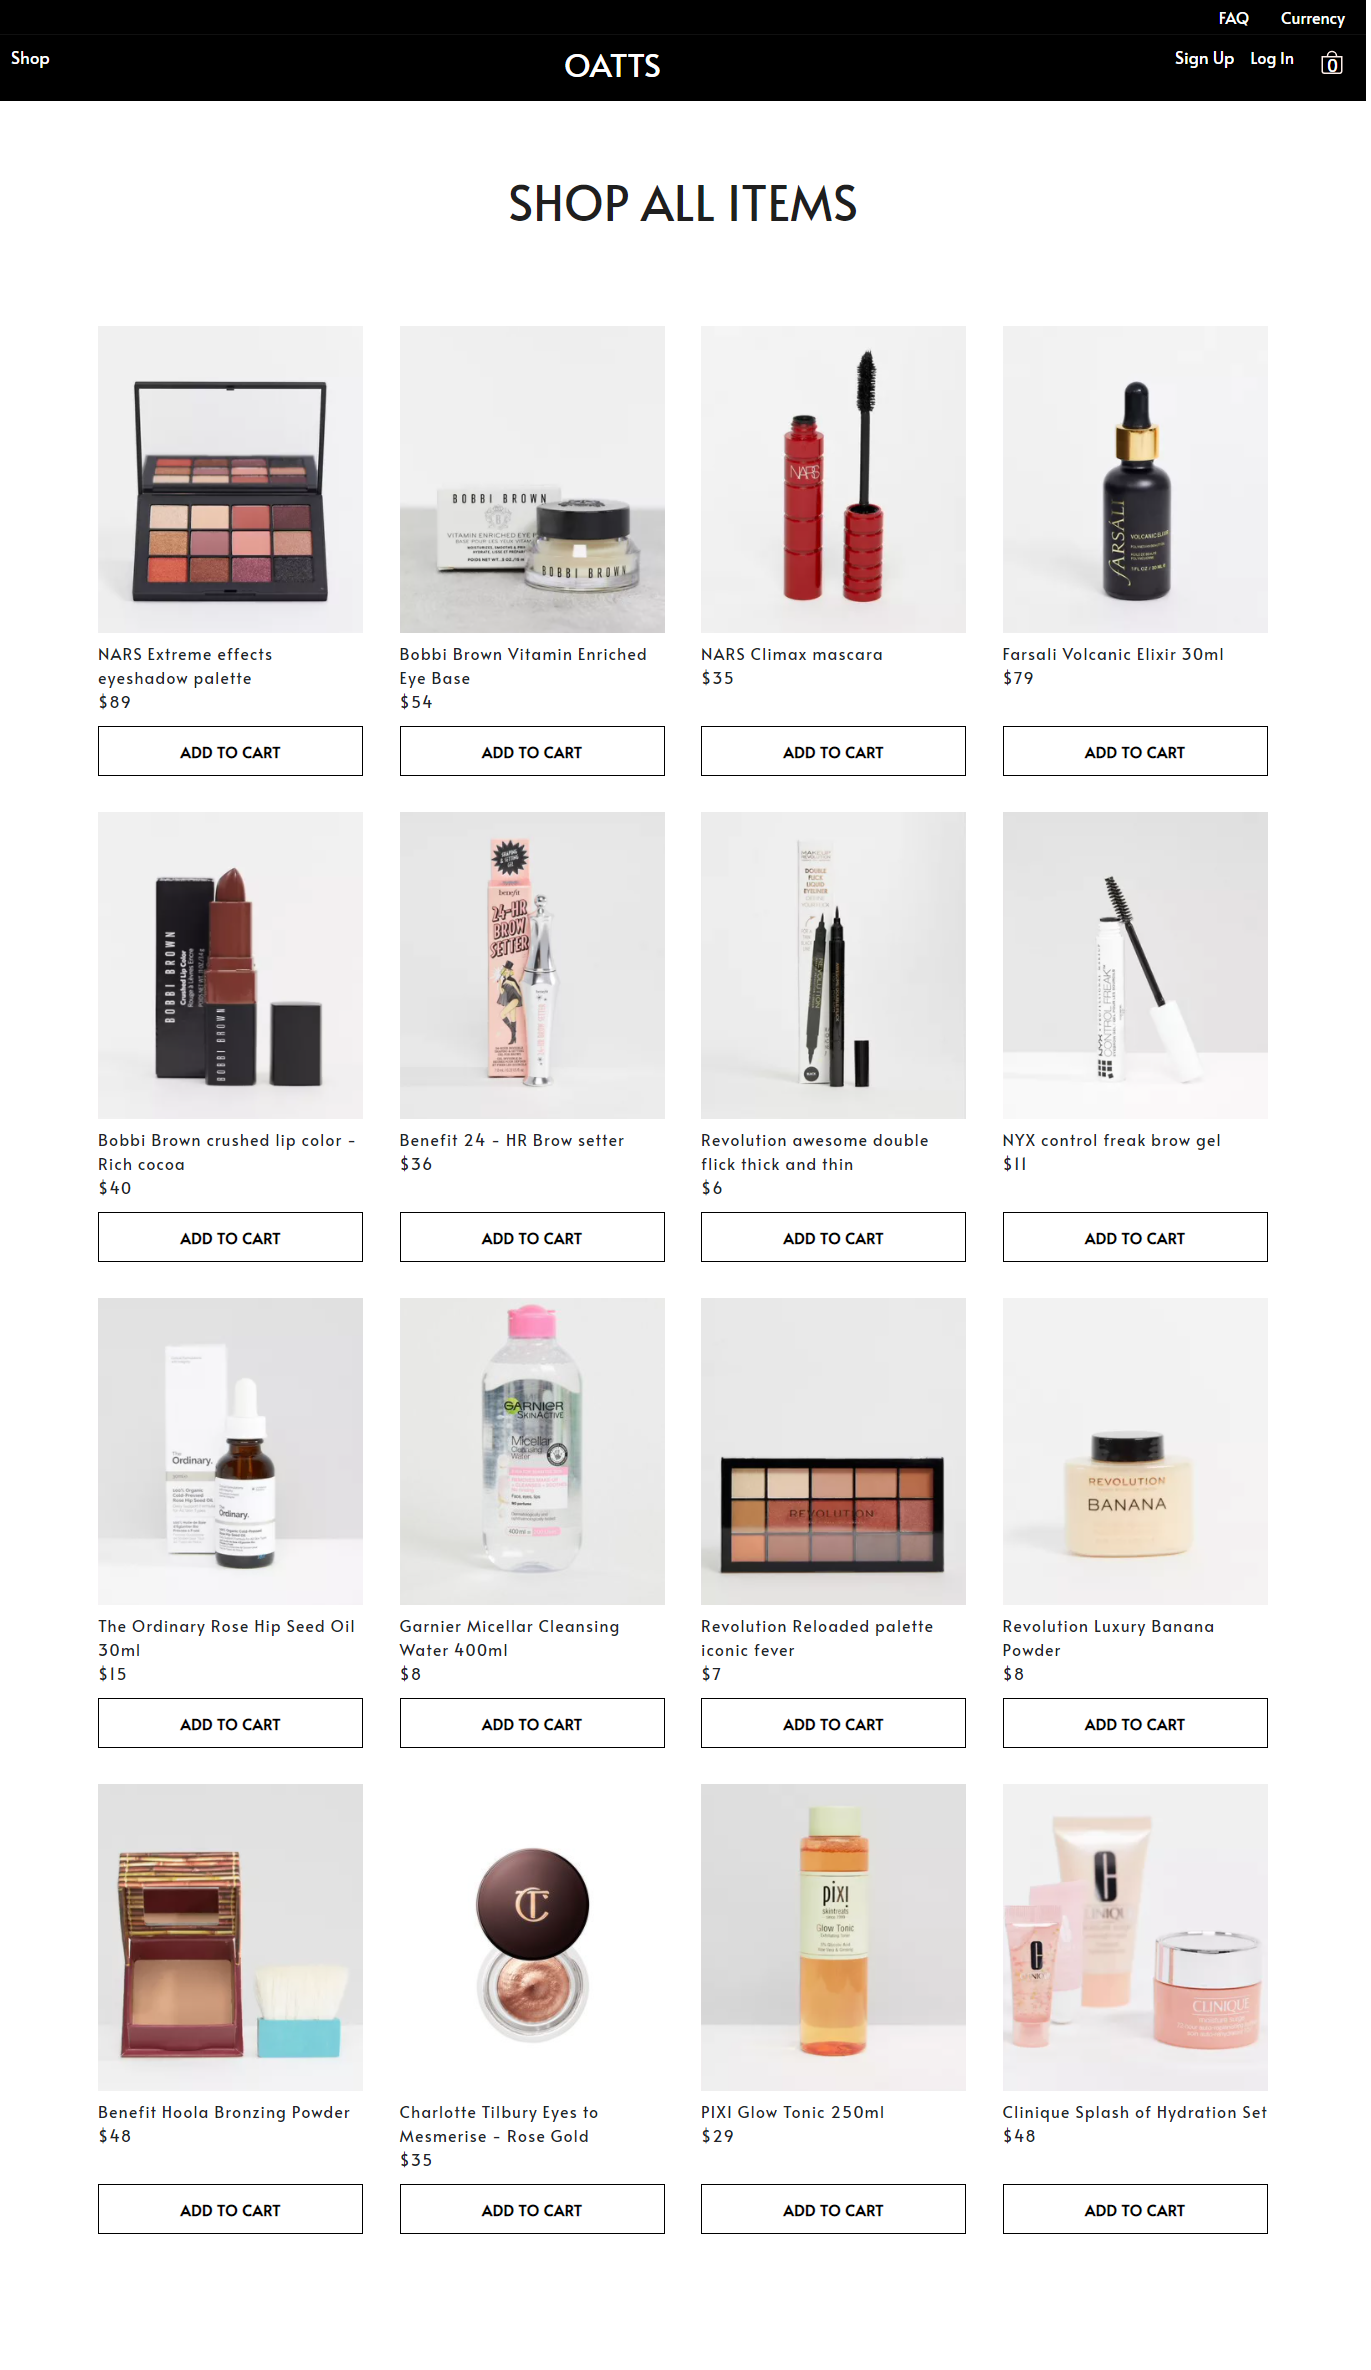 FAQ
Currency
Shop
OATTS
Sign Up
Log In
0
SHOP ALL ITEMS
BOBBI BROWN
VITAMIN ENRICHED EYE
BOBBI BROWN
NARS
FARSÁLI
VOLCANIC ELIXIR
NARS Extreme effects
eyeshadow palette
$89
Bobbi Brown Vitamin Enriched
Eye Base
$54
NARS Climax mascara
$35
Farsali Volcanic Elixir 30ml
$79
ADD TO CART
ADD TO CART
ADD TO CART
ADD TO CART
BOBBI BROWN
Crushed Lip Color
BOBBI BROWN
benefit
24-HR
BROW
SETTER
DOUBLE
FLICK
LIQUID
EYELINER
REVOLUTION
NYX
CONTROL FREAK
Bobbi Brown crushed lip color -
Rich cocoa
$40
Benefit 24 - HR Brow setter
$36
Revolution awesome double
flick thick and thin
$6
NYX control freak brow gel
$11
ADD TO CART
ADD TO CART
ADD TO CART
ADD TO CART
The
Ordinary.
The
Ordinary.
GARNIER
SKINACTIVE
Micellar
Cleansing
Water
400ml
REVOLUTION
REVOLUTION
BANANA
The Ordinary Rose Hip Seed Oil
30ml
$15
Garnier Micellar Cleansing
Water 400ml
$8
Revolution Reloaded palette
iconic fever
$7
Revolution Luxury Banana
Powder
$8
ADD TO CART
ADD TO CART
ADD TO CART
ADD TO CART
CT
pixi
skintreats
Glow Tonic
CLINIQUE
Benefit Hoola Bronzing Powder
$48
Charlotte Tilbury Eyes to
Mesmerise - Rose Gold
$35
PIXI Glow Tonic 250ml
$29
Clinique Splash of Hydration Set
$48
ADD TO CART
ADD TO CART
ADD TO CART
ADD TO CART